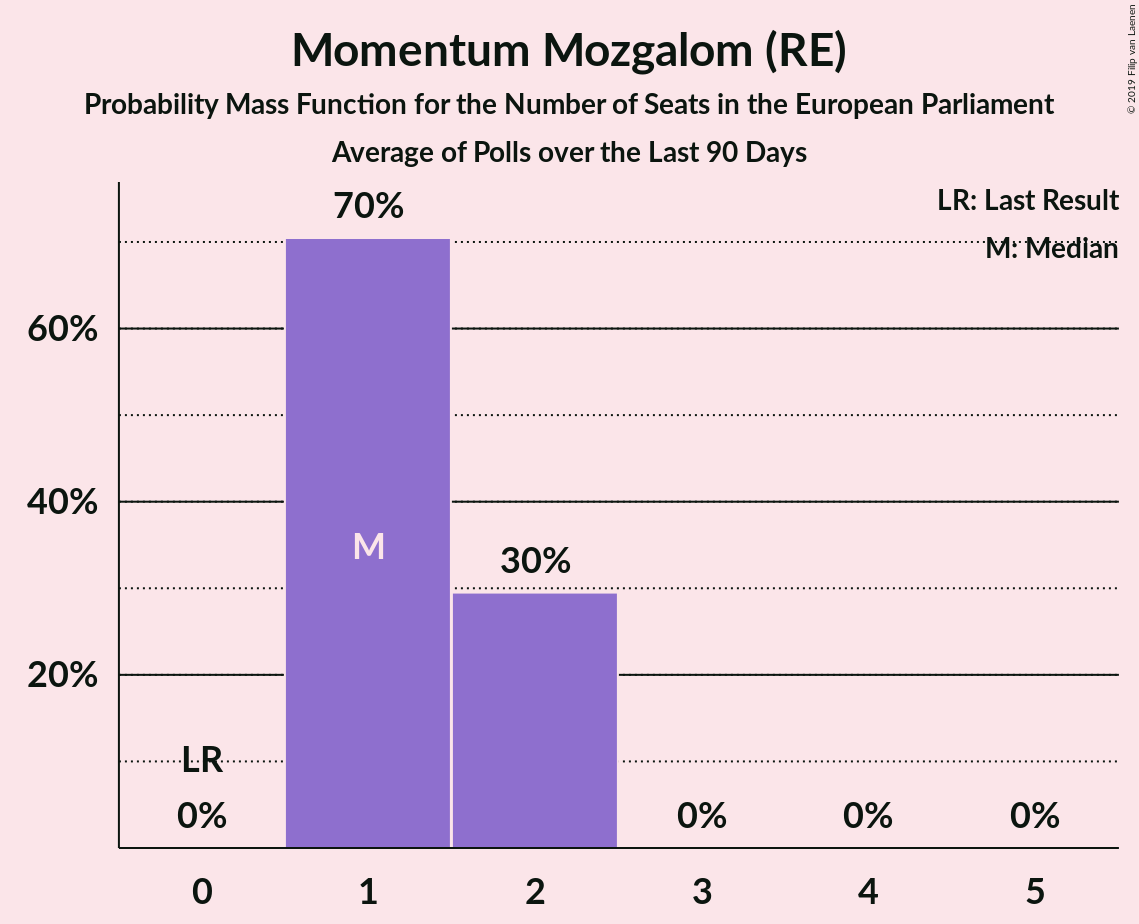 Momentum Mozgalom (RE)
Probability Mass Function for the Number of Seats in the European Parliament
Average of Polls over the Last 90 Days
© 2019 Filip van Laenen
LR: Last Result
M: Median
70%
60%
40%
M
30%
20%
LR
0%
0%
0%
0%
0
1
2
3
4
5